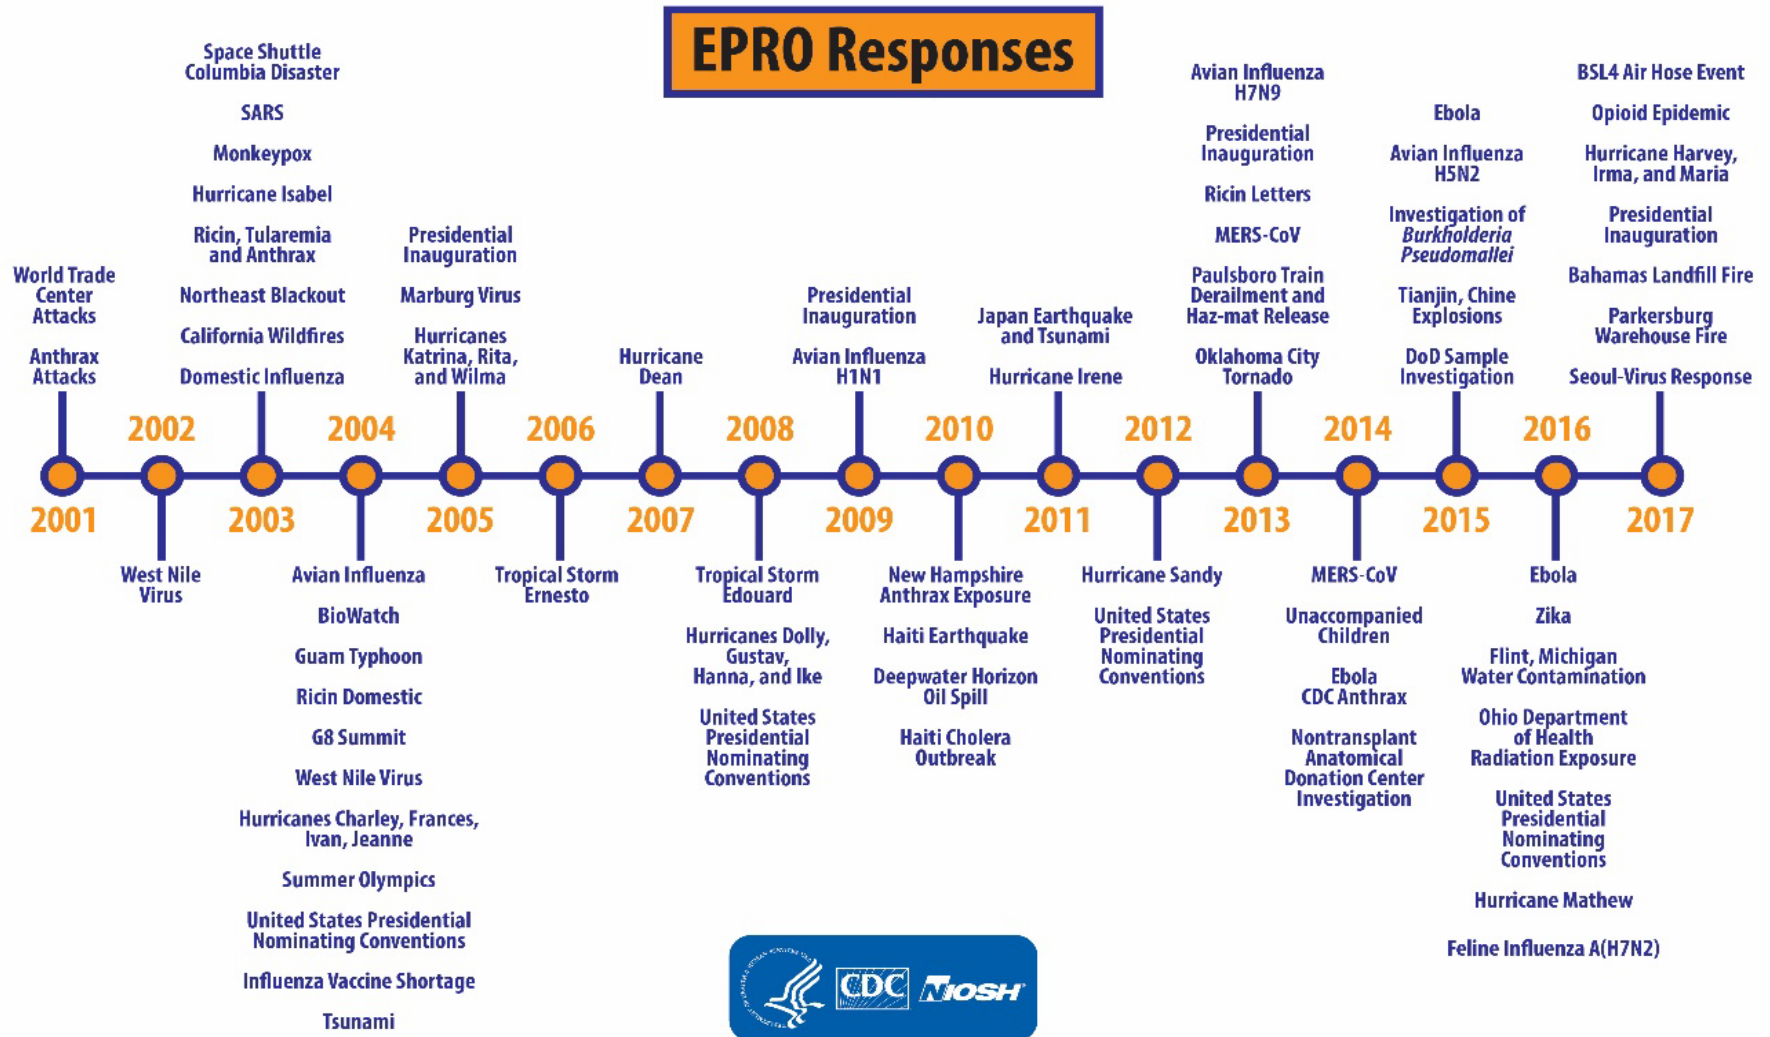 EPRO Responses
World Trade
Center
Attacks
Anthrax
Attacks
2001
2002
West Nile
Virus
Space Shuttle
Columbia Disaster
SARS
Monkeypox
Hurricane Isabel
Ricin, Tularemia
and Anthrax
Northeast Blackout
California Wildfires
Domestic Influenza
2003
2004
Avian Influenza
BioWatch
Guam Typhoon
Ricin Domestic
G8 Summit
West Nile Virus
Hurricanes Charley, Frances,
Ivan, Jeanne
Summer Olympics
United States Presidential
Nominating Conventions
Influenza Vaccine Shortage
Tsunami
Presidential
Inauguration
Marburg Virus
Hurricanes
Katrina, Rita,
and Wilma
2005
2006
Tropical Storm
Ernesto
Hurricane
Dean
2007
2008
Tropical Storm
Edouard
Hurricanes Dolly,
Gustav,
Hanna, and Ike
United States
Presidential
Nominating
Conventions
Presidential
Inauguration
Avian Influenza
H1N1
2009
2010
New Hampshire
Anthrax Exposure
Haiti Earthquake
Deepwater Horizon
Oil Spill
Haiti Cholera
Outbreak
Japan Earthquake
and Tsunami
Hurricane Irene
2011
2012
Hurricane Sandy
United States
Presidential
Nominating
Conventions
Avian Influenza
H7N9
Presidential
Inauguration
Ricin Letters
MERS-CoV
Paulsboro Train
Derailment and
Haz-mat Release
Oklahoma City
Tornado
2013
2014
MERS-CoV
Unaccompanied
Children
Ebola
CDC Anthrax
Nontransplant
Anatomical
Donation Center
Investigation
Ebola
Avian Influenza
H5N2
Investigation of
Burkholderia
Pseudomallei
Tianjin, Chine
Explosions
DoD Sample
Investigation
2015
2016
Ebola
Zika
Flint, Michigan
Water Contamination
Ohio Department
of Health
Radiation Exposure
United States
Presidential
Nominating
Conventions
Hurricane Mathew
Feline Influenza A(H7N2)
BSL4 Air Hose Event
Opioid Epidemic
Hurricane Harvey,
Irma, and Maria
Presidential
Inauguration
Bahamas Landfill Fire
Parkersburg
Warehouse Fire
Seoul-Virus Response
2017
CDC
NIOSH